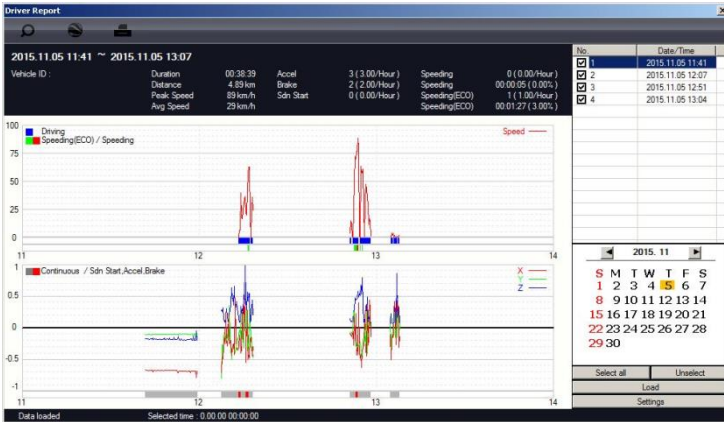 Driver Report
2015.11.05 11:41 ~ 2015.11.05 13:07
Vehicle ID :
Duration 00:38:39 Accel 3 ( 3.00/Hour ) Speeding 0 ( 0.00/Hour )
Distance 4.89 km Brake 2 ( 2.00/Hour ) Speeding 00:00:05 ( 0.00% )
Peak Speed 89 km/h Sdn Start 0 ( 0.00/Hour ) Speeding(ECO) 1 ( 1.00/Hour )
Avg Speed 29 km/h Speeding(ECO) 00:01:27 ( 3.00% )
No. Date/Time
1 2015.11.05 11:41
2 2015.11.05 12:07
3 2015.11.05 12:51
4 2015.11.05 13:04
100
75
50
25
0
Driving
Speeding(ECO) / Speeding
Speed
11 12 13 14
1
0.5
0
-0.5
-1
Continuous / Sdn Start,Accel,Brake
X
Y
Z
11 12 13 14
2015. 11
S M T W T F S
1 2 3 4 5 6 7
8 9 10 11 12 13 14
15 16 17 18 19 20 21
22 23 24 25 26 27 28
29 30
Select all Unselect
Load
Settings
Data loaded Selected time : 0.00.00 00:00:00